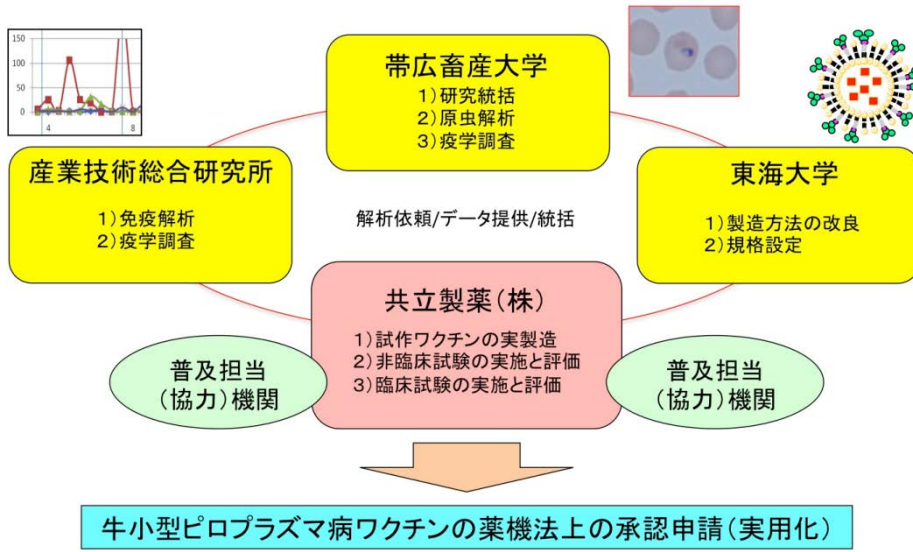 150
100
50
0
4
8
帯広畜産大学
1)研究統括
2)原虫解析
3)疫学調査
産業技術総合研究所
1)免疫解析
2)疫学調査
東海大学
1)製造方法の改良
2)規格設定
解析依頼/データ提供/統括
共立製薬(株)
1)試作ワクチンの実製造
2)非臨床試験の実施と評価
3)臨床試験の実施と評価
普及担当
(協力)機関
普及担当
(協力)機関
牛小型ピロプラズマ病ワクチンの薬機法上の承認申請(実用化)